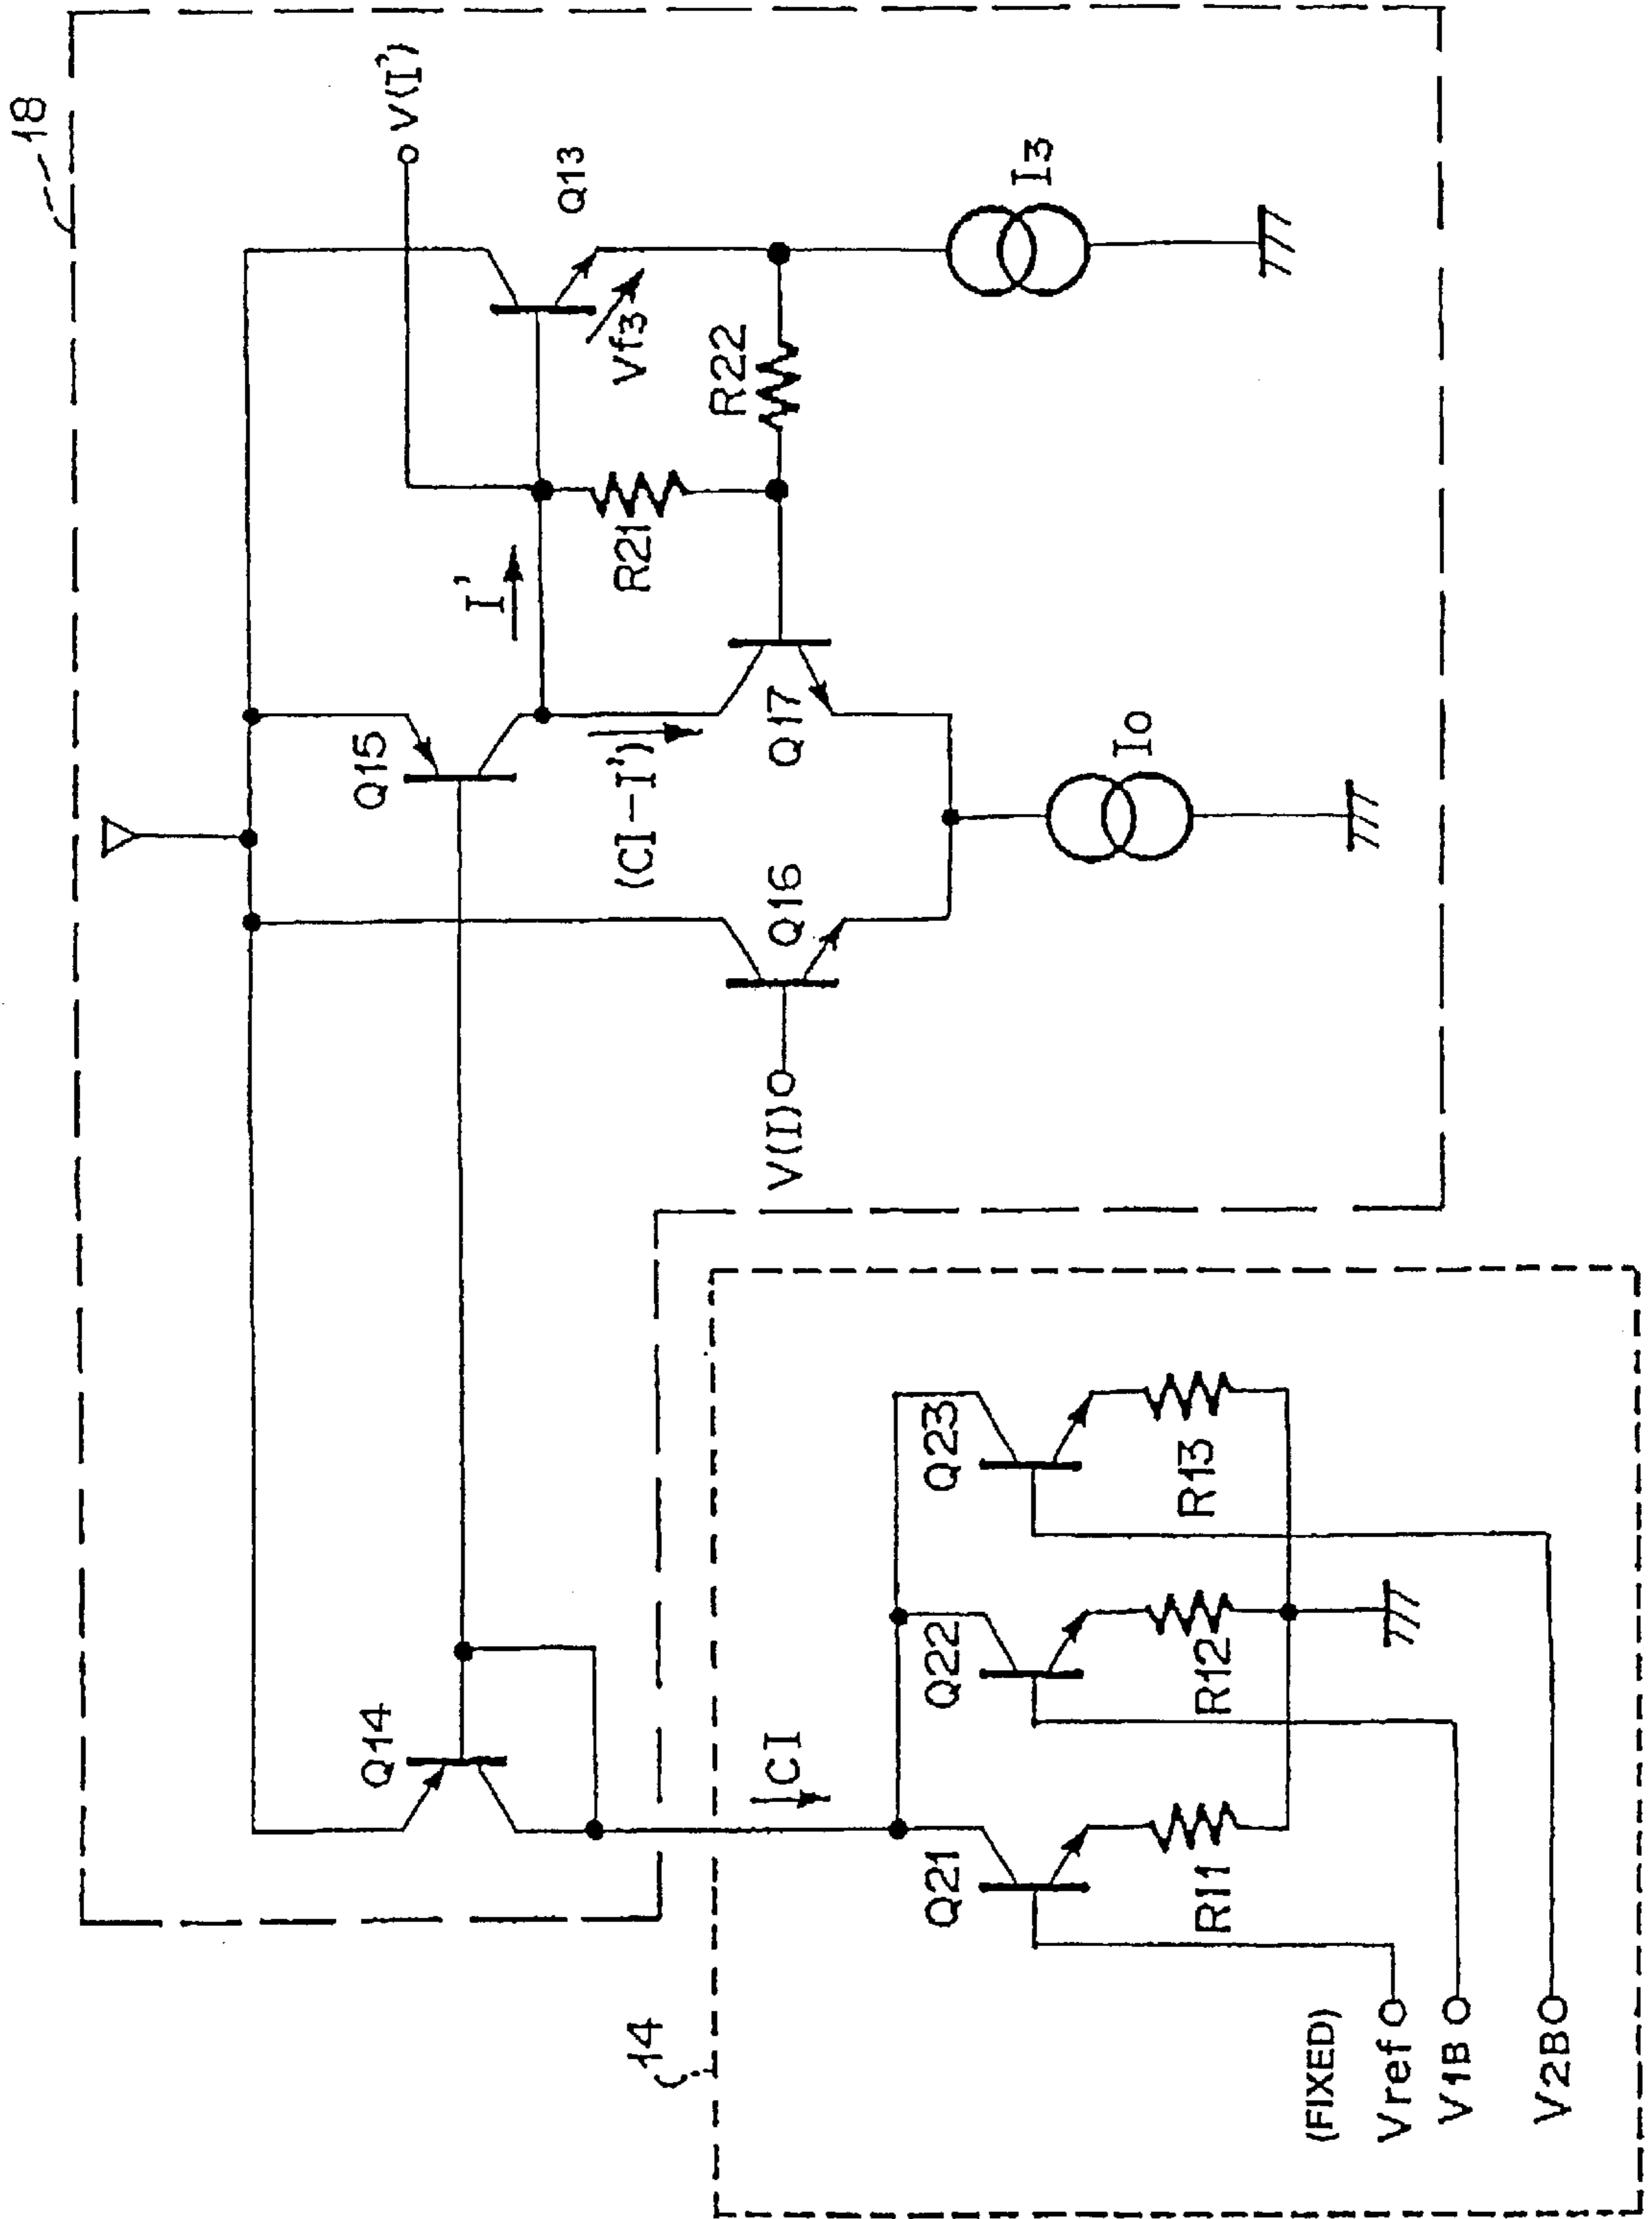 18
V(I')
Q13
Vf3
I3
R22
R21
I'
Q15
(CI-I')
Q17
I0
Q16
V(I)
Q14
CI
Q23
R13
Q22
R12
Q21
R11
14
(FIXED)
Vref
V1B
V2B